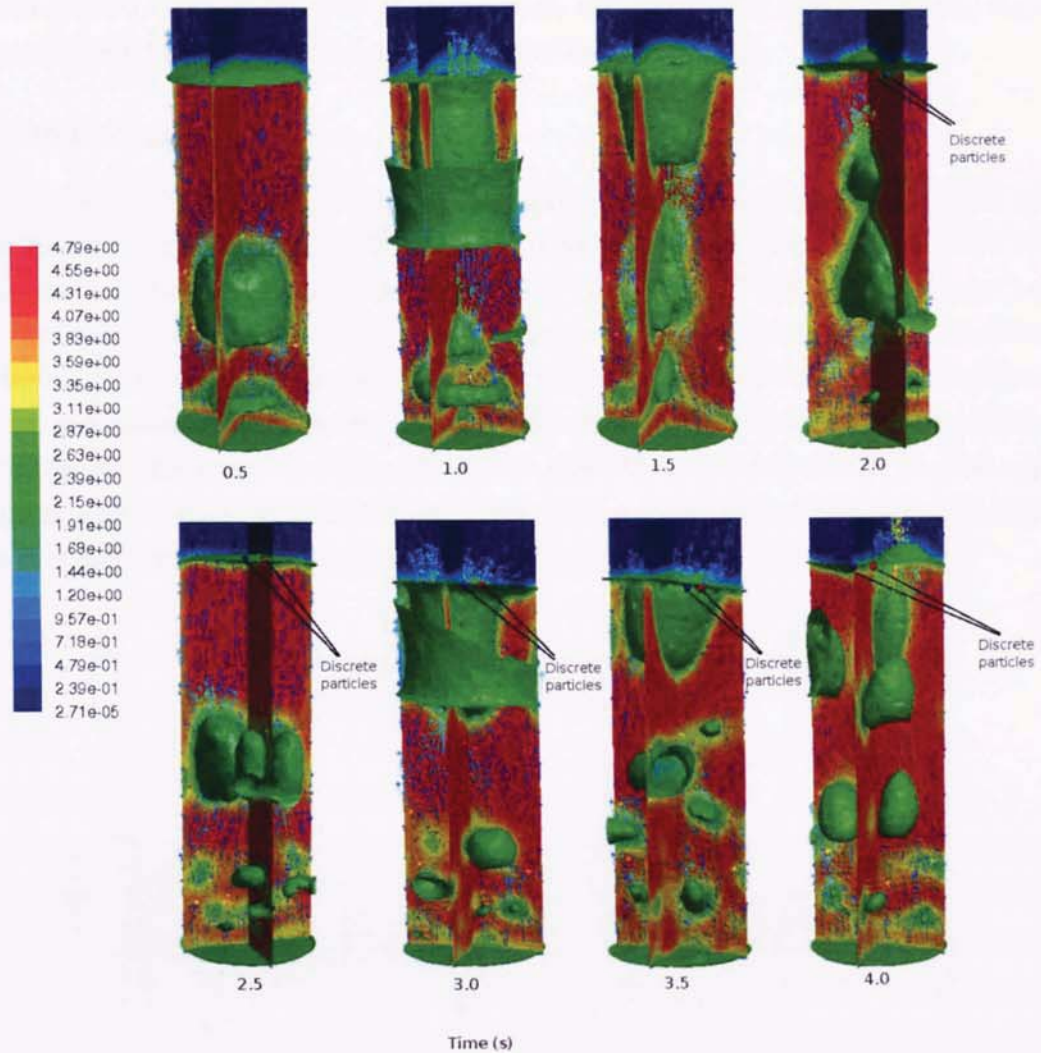 Discrete
particles
4.79e+00
4.55e+00
4.31e+00
4.07e+00
3.83e+00
3.59e+00
3.35e+00
3.11e+00
2.87e+00
2.63e+00
2.39e+00
2.15e+00
1.91e+00
1.68e+00
1.44e+00
1.20e+00
9.57e-01
7.18e-01
4.79e-01
2.39e-01
2.71e-05
0.5
1.0
1.5
2.0
Discrete
particles
Discrete
particles
Discrete
particles
Discrete
particles
2.5
3.0
3.5
4.0
Time (s)